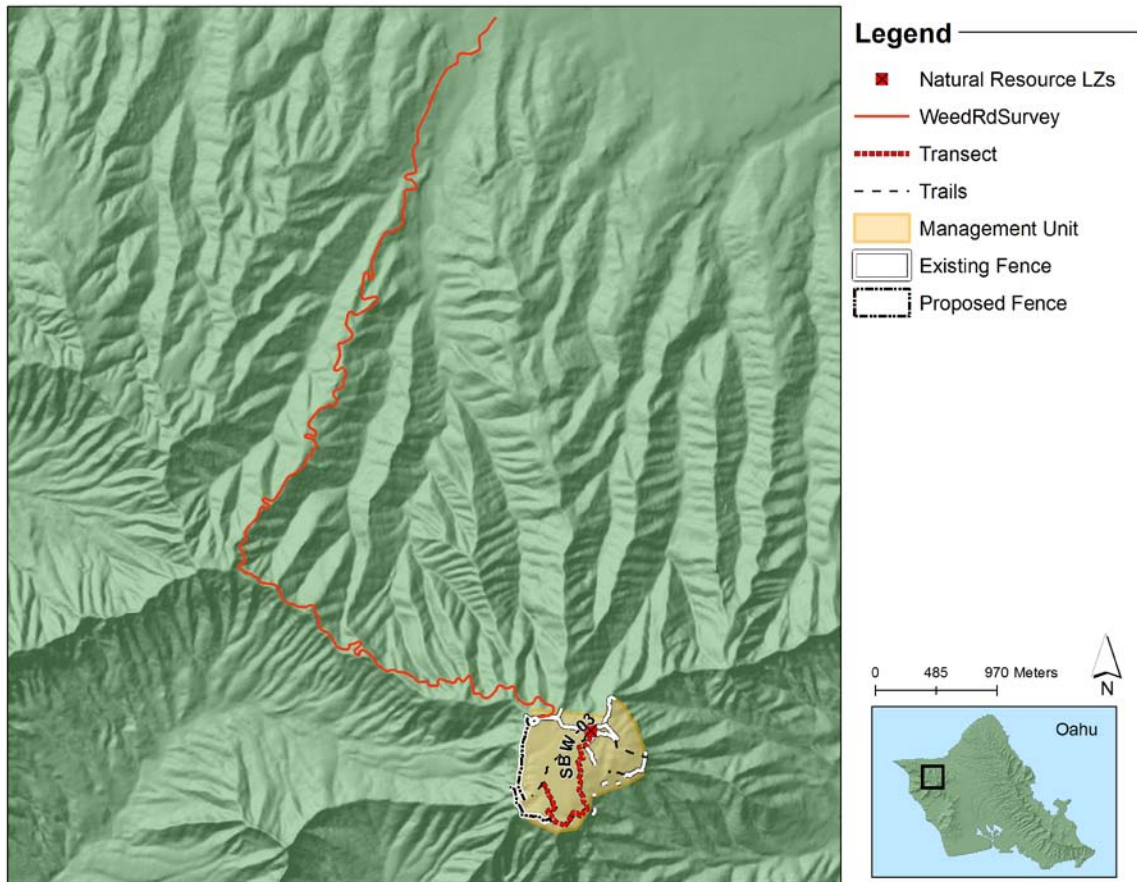 Legend
Natural Resource LZs
WeedRdSurvey
Transect
Trails
Management Unit
Existing Fence
Proposed Fence
SBW-03
0 485 970 Meters
N
Oahu